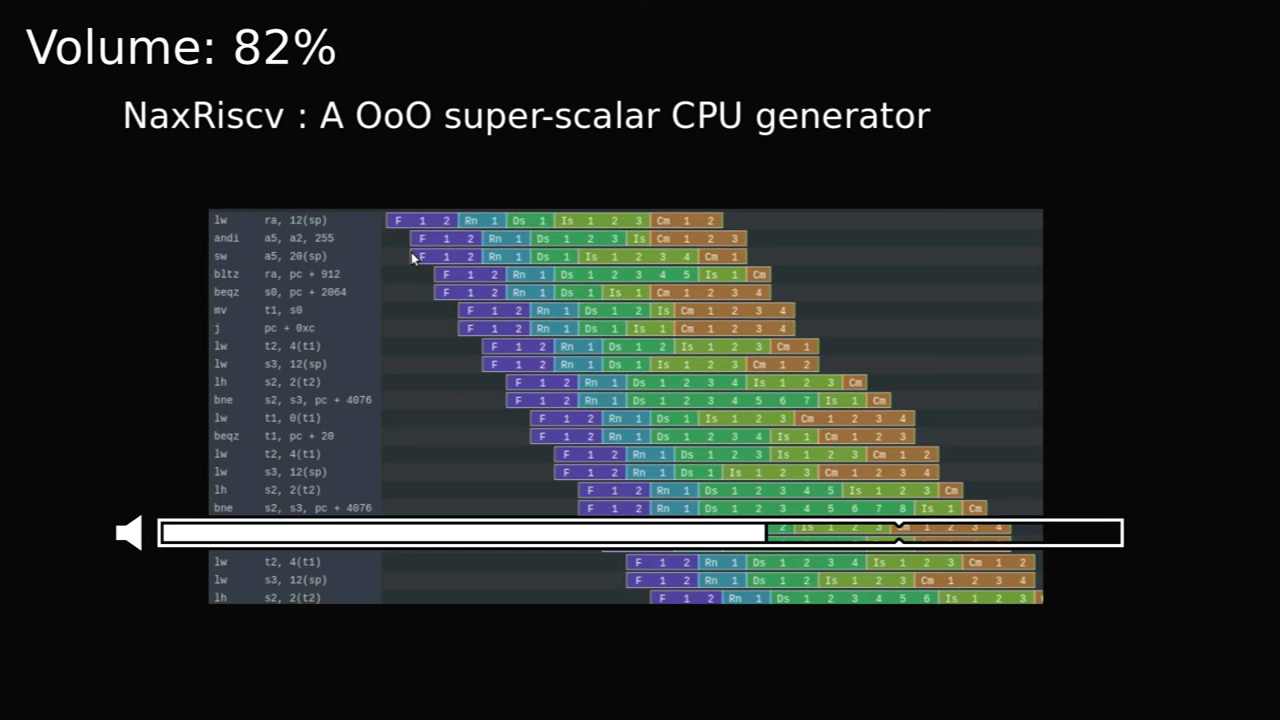 Volume: 82%
NaxRiscv : A OoO super-scalar CPU generator
lw ra, 12(sp) F 1 2 Rn 1 Ds 1 Is 1 2 3 Cm 1 2
andi a5, a2, 255 F 1 2 Rn 1 Ds 1 2 3 Is Cm 1 2 3
sw a5, 20(sp) F 1 2 Rn 1 Ds 1 Is 1 2 3 4 Cm 1
bltz ra, pc + 912 F 1 2 Rn 1 Ds 1 2 3 4 5 Is 1 Cm
beqz s0, pc + 2064 F 1 2 Rn 1 Ds 1 Is 1 Cm 1 2 3 4
mv t1, s0 F 1 2 Rn 1 Ds 1 2 Is Cm 1 2 3 4
j pc + 0xc F 1 2 Rn 1 Ds 1 Is 1 Cm 1 2 3 4
lw t2, 4(t1) F 1 2 Rn 1 Ds 1 2 Is 1 2 3 Cm 1
lw s3, 12(sp) F 1 2 Rn 1 Ds 1 Is 1 2 3 Cm 1 2
lh s2, 2(t2) F 1 2 Rn 1 Ds 1 2 3 4 Is 1 2 3 Cm
bne s2, s3, pc + 4076 F 1 2 Rn 1 Ds 1 2 3 4 5 6 7 Is 1 Cm
lw t1, 0(t1) F 1 2 Rn 1 Ds 1 Is 1 2 3 Cm 1 2 3 4
beqz t1, pc + 20 F 1 2 Rn 1 Ds 1 2 3 4 Is 1 Cm 1 2 3
lw t2, 4(t1) F 1 2 Rn 1 Ds 1 2 3 Is 1 2 3 Cm 1 2
lw s3, 12(sp) F 1 2 Rn 1 Ds 1 Is 1 2 3 Cm 1 2 3 4
lh s2, 2(t2) F 1 2 Rn 1 Ds 1 2 3 4 5 Is 1 2 3 Cm
bne s2, s3, pc + 4076 F 1 2 Rn 1 Ds 1 2 3 4 5 6 7 8 Is 1 Cm
2 Is 1 2 3 Cm 1 2 3 4
lw t2, 4(t1) F 1 2 Rn 1 Ds 1 2 3 4 Is 1 2 3 Cm 1 2
lw s3, 12(sp) F 1 2 Rn 1 Ds 1 2 Is 1 2 3 Cm 1 2 3 4
lh s2, 2(t2) F 1 2 Rn 1 Ds 1 2 3 4 5 6 Is 1 2 3